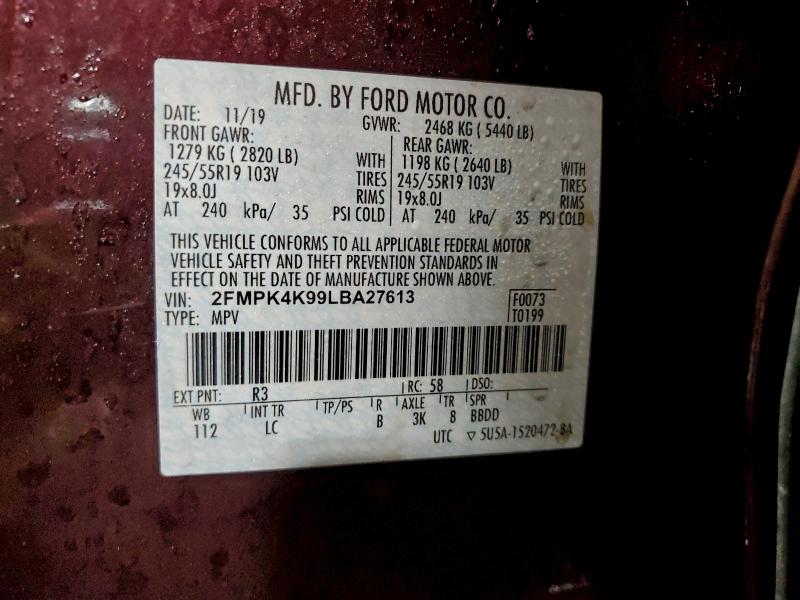 MFD. BY FORD MOTOR CO.
DATE: 11/19 GVWR: 2468 KG ( 5440 LB)
FRONT GAWR: REAR GAWR:
1279 KG ( 2820 LB) WITH 1198 KG ( 2640 LB) WITH
245/55R19 103V TIRES 245/55R19 103V TIRES
19x8.0J RIMS 19x8.0J RIMS
AT 240 kPa/ 35 PSI COLD AT 240 kPa/ 35 PSI COLD
THIS VEHICLE CONFORMS TO ALL APPLICABLE FEDERAL MOTOR
VEHICLE SAFETY AND THEFT PREVENTION STANDARDS IN
EFFECT ON THE DATE OF MANUFACTURE SHOWN ABOVE.
VIN: 2FMPK4K99LBA27613 F0073
TYPE: MPV T0199
EXT PNT: R3 RC: 58 DSO:
WB INT TR TP/PS R AXLE TR SPR
112 LC B 3K 8 BBDD
UTC ▽ 5U5A-1520472-BA